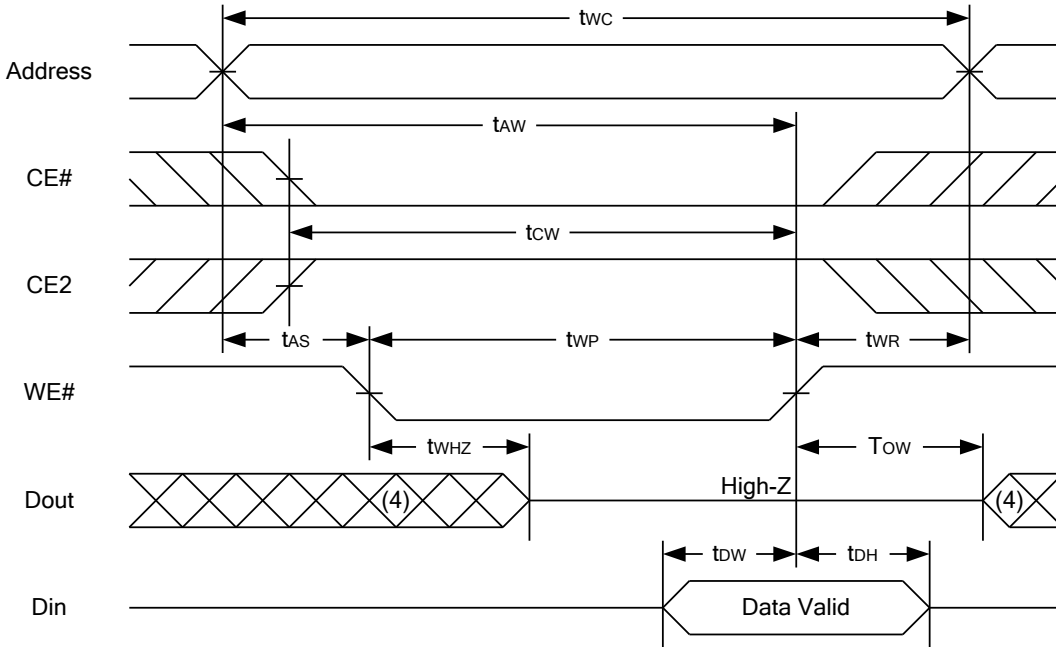 tWC
Address
tAW
CE#
tCW
CE2
tAS tWP tWR
WE#
tWHZ TOW
Dout (4) High-Z (4)
tDW tDH
Din Data Valid